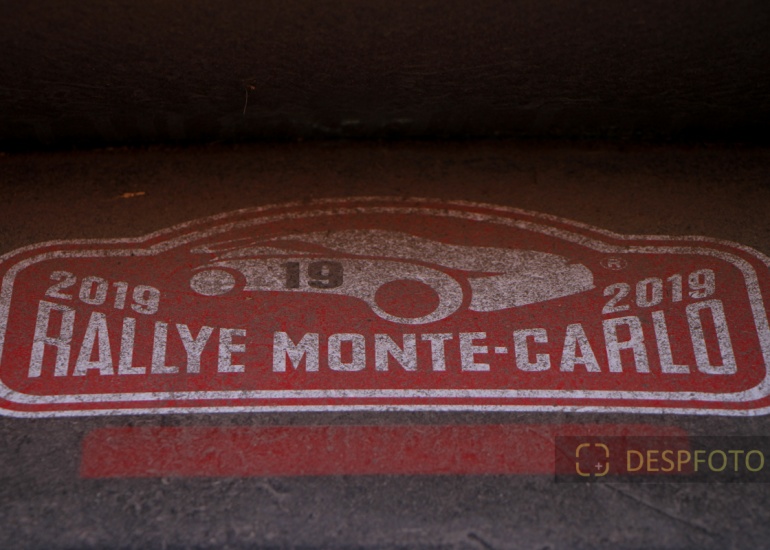 19
2019 2019
®
RALLYE MONTE-CARLO
DESPFOTO